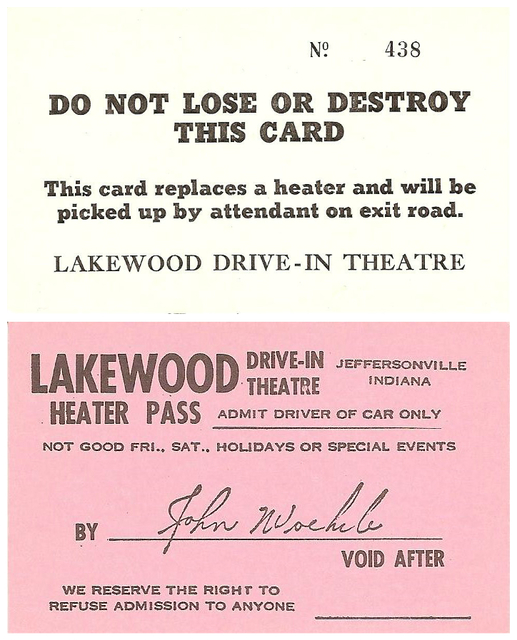 Nº 438
DO NOT LOSE OR DESTROY
THIS CARD
This card replaces a heater and will be
picked up by attendant on exit road.
LAKEWOOD DRIVE-IN THEATRE
LAKEWOOD DRIVE-IN THEATRE
JEFFERSONVILLE
INDIANA
HEATER PASS ADMIT DRIVER OF CAR ONLY
NOT GOOD FRI., SAT., HOLIDAYS OR SPECIAL EVENTS
BY John
VOID AFTER
WE RESERVE THE RIGHT TO
REFUSE ADMISSION TO ANYONE